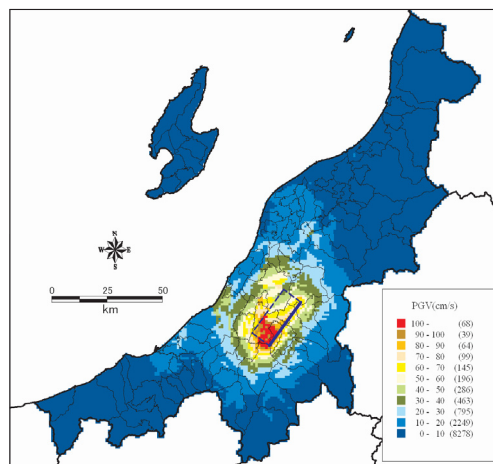 N
W E
S
0 25 50
km
PGV(cm/s)
100 - (68)
90 - 100 (39)
80 - 90 (64)
70 - 80 (99)
60 - 70 (145)
50 - 60 (196)
40 - 50 (286)
30 - 40 (463)
20 - 30 (795)
10 - 20 (2249)
0 - 10 (8278)